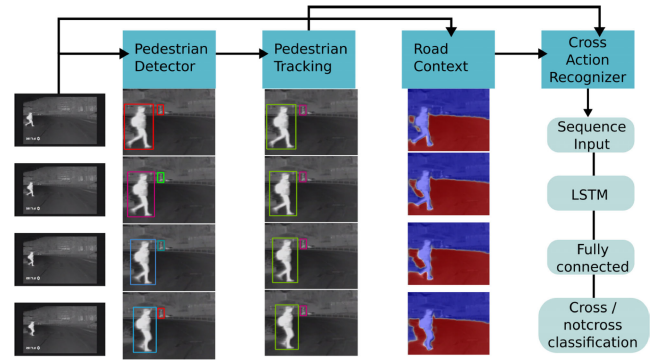 Pedestrian
Detector
Pedestrian
Tracking
Road
Context
Cross
Action
Recognizer
Sequence
Input
LSTM
Fully
connected
Cross /
notcross
classification